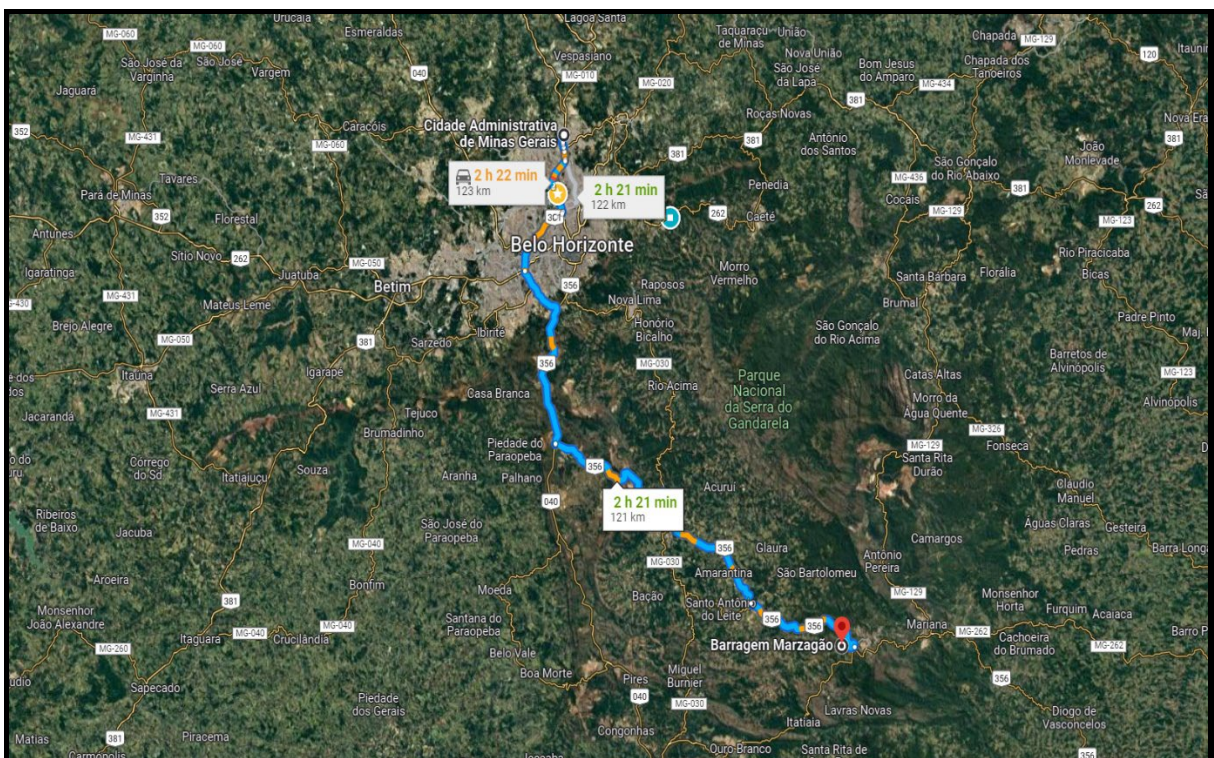 Urucuia
Lagoa Santa
MG-060
Esmeraldas
Taquaraçu
de Minas
União
Chapada
MG-129
MG-060
São José da
Varginha
São José
Vargem
040
Vespasiano
MG-010
MG-020
Nova União
São José
da Lapa
Bom Jesus
do Amparo
Chapada dos
Tanoeiros
120
Jaguará
MG-434
381
352
MG-431
Caracóis
MG-060
Cidade Administrativa
de Minas Gerais
Roças Novas
Antônio
dos Santos
Nova Era
381
381
381
João
Monlevade
Tavares
Pará de Minas
2 h 22 min
123 km
2 h 21 min
122 km
Penedia
MG-436
São Gonçalo
do Rio Abaixo
381
Cocais
MG-129
262
352
Florestal
262
Caeté
MG-123
Antunes
Sítio Novo
262
Belo Horizonte
Rio Piracicaba
Igaratinga
Juatuba
MG-050
Betim
356
Raposos
Morro
Vermelho
Santa Bárbara
Florália
Bicas
MG-431
Mateus Leme
Nova Lima
Brumal
Padre Pinto
Brejo Alegre
MG-050
Ibirité
Honório
Bicalho
São Gonçalo
do Rio Acima
381
Sarzedo
Barretos de
Alvinópolis
Itaúna
Igarapé
356
MG-030
Rio Acima
Parque
Nacional
da Serra do
Gandarela
Catas Altas
MG-123
Serra Azul
Casa Branca
Morro da
Água Quente
Alvinópolis
Jacarandá
MG-431
Tejuco
Brumadinho
MG-326
Piedade do
Paraopeba
MG-129
Fonseca
Santa Rita
Durão
Córrego
do Sd
Itatiaiuçu
Souza
Aranha
Palhano
356
Acuruí
Cláudio
Manuel
040
2 h 21 min
121 km
Ribeiros
de Baixo
Jacuba
São José do
Paraopeba
Águas Claras
Gesteira
Camargos
MG-040
356
Glaura
Pedras
Barra Longa
Aroeira
Bonfim
Moeda
MG-030
Amarantina
São Bartolomeu
Antônio
Pereira
381
Bação
MG-129
Monsenhor
Horta
Furquim
Acaiaca
Monsenhor
João Alexandre
Santana do
Paraopeba
Santo Antônio
do Leite
356
356
Mariana
MG-262
Itaguara
MG-040
Crucilândia
MG-040
Cachoeira
do Brumado
MG-262
MG-260
Belo Vale
Barragem Marzagão
Boa Morte
Pires
Miguel
Burnier
356
Sapecado
Piedade
dos Gerais
040
MG-030
Lavras Novas
Diogo de
Vasconcelos
Itatiaia
Matias
381
Piracema
Congonhas
Ouro Branco
Santa Rita de
356
Carmópolis